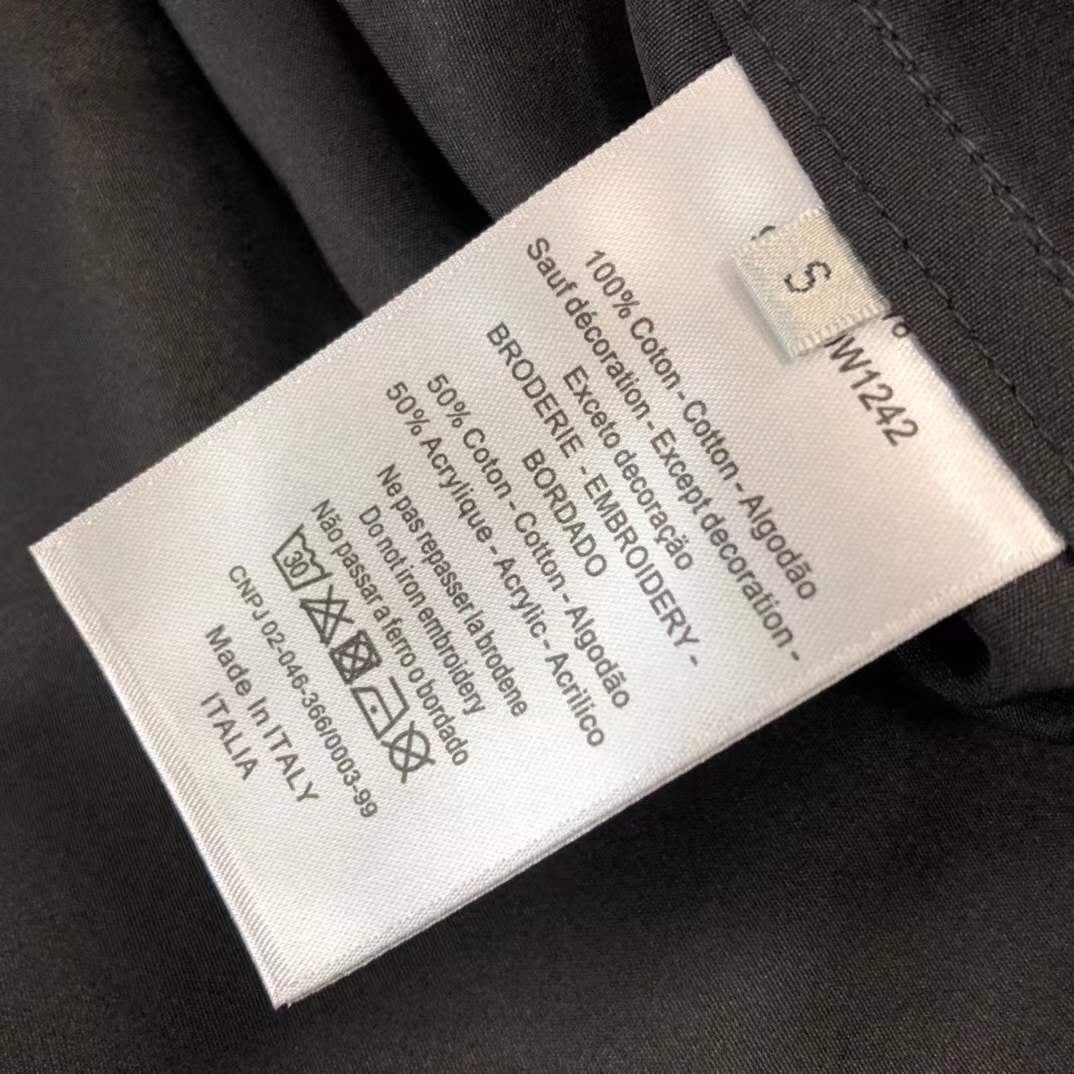 S
W1242
100% Coton - Cotton - Algodão
Sauf décoration - Except decoration -
Exceto decoração
BRODERIE - EMBROIDERY -
BORDADO
50% Coton - Cotton - Algodão
50% Acrylique - Acrylic - Acrilico
Ne pas repasser la brodene
Do not iron embroidery
Não passar a ferro o bordado
30
CNPJ 02-046-366/0003-99
Made In ITALY
ITALIA